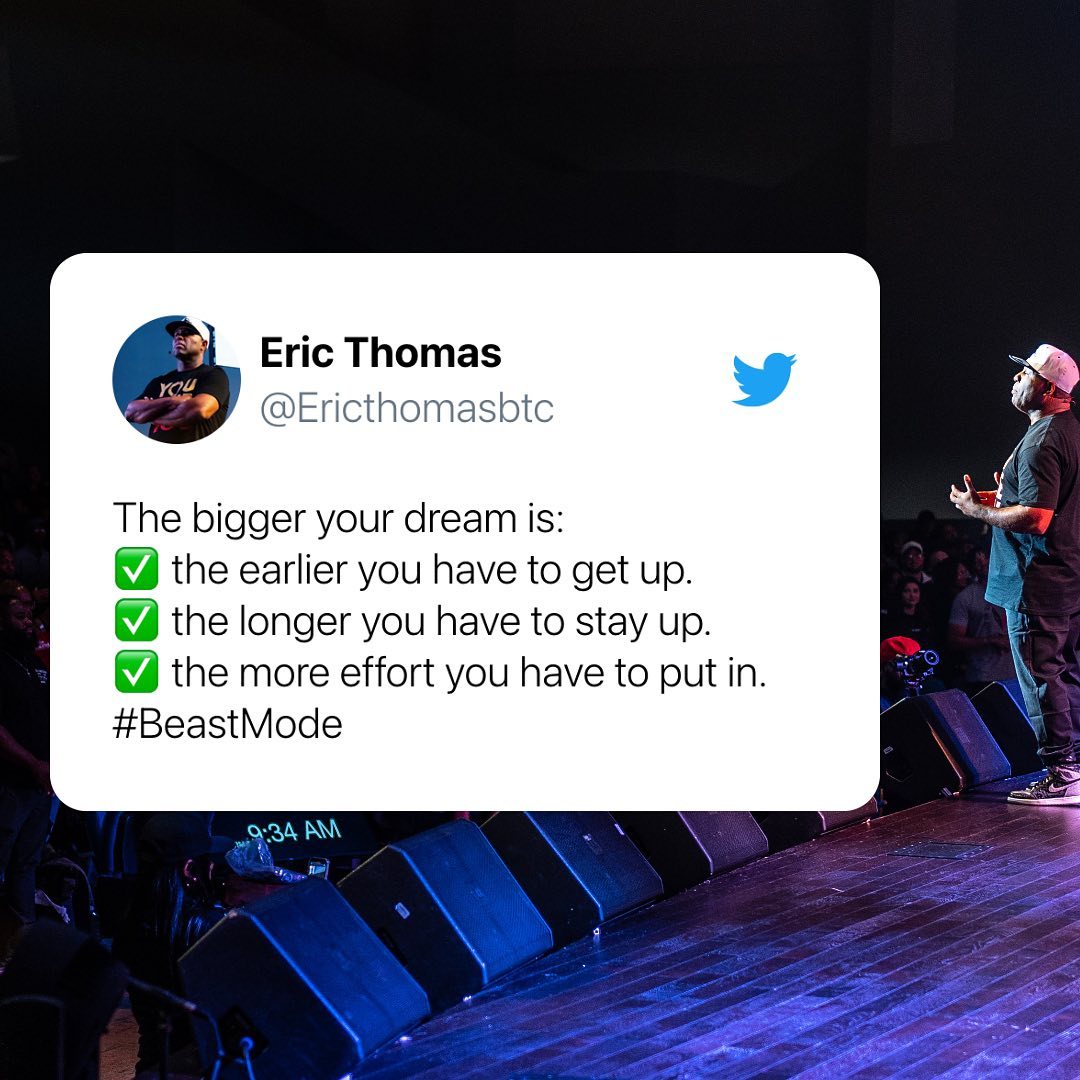 Eric Thomas
@Ericthomasbtc
The bigger your dream is:
✅ the earlier you have to get up.
✅ the longer you have to stay up.
✅ the more effort you have to put in.
#BeastMode
9:34 AM
YOU